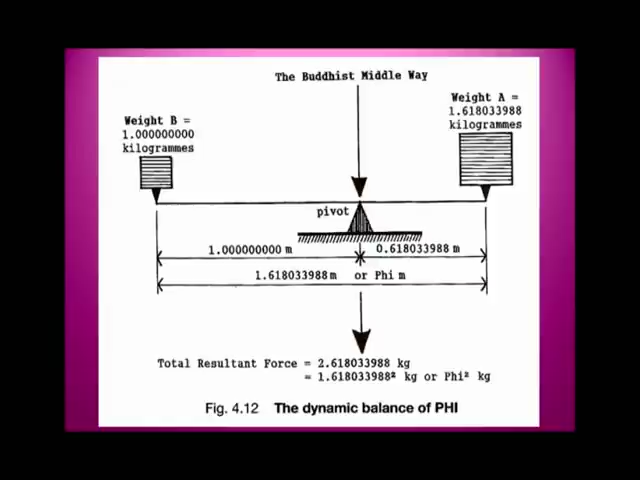 The Buddhist Middle Way
Weight A =
1.618033988
kilogrammes
Weight B =
1.000000000
kilogrammes
pivot
1.000000000 m
0.618033988 m
1.618033988m or Phi m
Total Resultant Force = 2.618033988 kg
= 1.618033988² kg or Phi² kg
Fig. 4.12 The dynamic balance of PHI